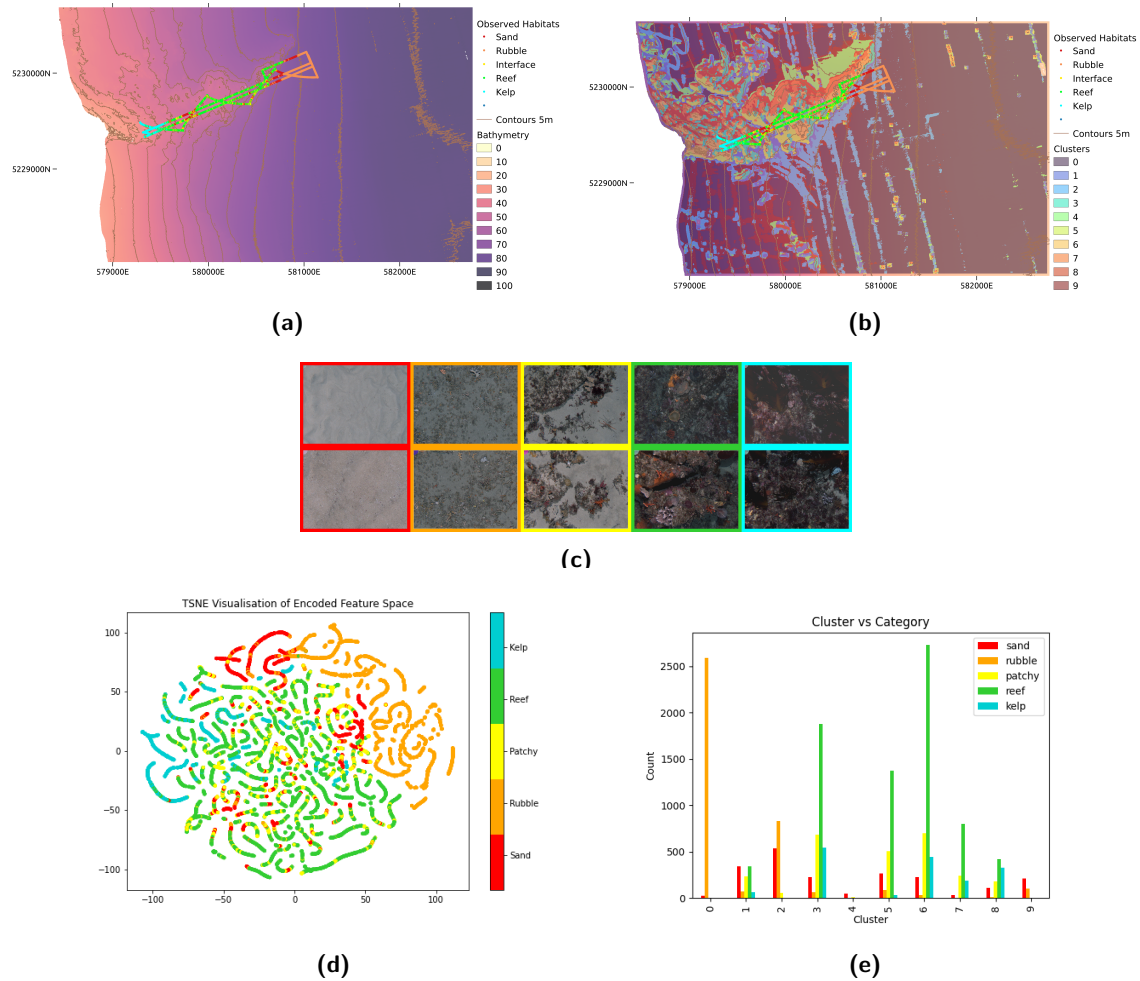 5230000N
5229000N
579000E
580000E
581000E
582000E
Observed Habitats
Sand
Rubble
Interface
Reef
Kelp
Contours 5m
Bathymetry
0
10
20
30
40
50
60
70
80
90
100
(a)
5230000N
5229000N
579000E
580000E
581000E
582000E
Observed Habitats
Sand
Rubble
Interface
Reef
Kelp
Contours 5m
Clusters
0
1
2
3
4
5
6
7
8
9
(b)
(c)
TSNE Visualisation of Encoded Feature Space
100
50
0
−50
−100
−100
−50
0
50
100
Kelp
Reef
Patchy
Rubble
Sand
(d)
Cluster vs Category
Count
2500
2000
1500
1000
500
0
0
1
2
3
4
5
6
7
8
9
Cluster
sand
rubble
patchy
reef
kelp
(e)